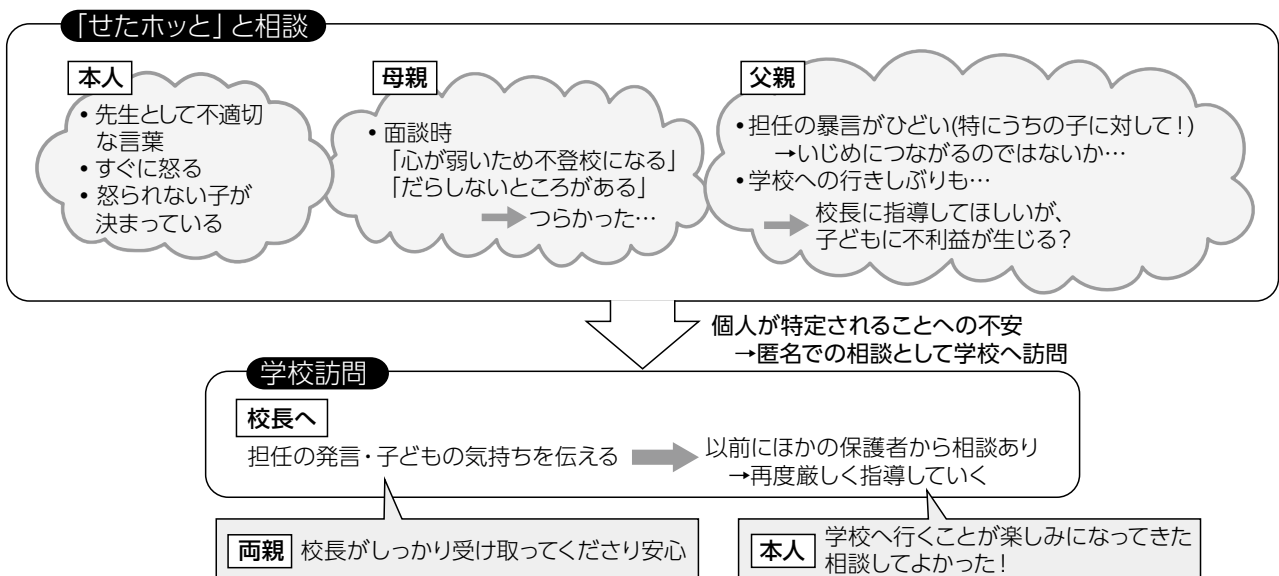 「せたホッと」と相談
本人
• 先生として不適切
な言葉
• すぐに怒る
• 怒られない子が
決まっている
母親
• 面談時
「心が弱いため不登校になる」
「だらしないところがある」
つらかった…
父親
•担任の暴言がひどい(特にうちの子に対して!)
→いじめにつながるのではないか…
•学校への行きしぶりも…
校長に指導してほしいが、
子どもに不利益が生じる?
個人が特定されることへの不安
→匿名での相談として学校へ訪問
学校訪問
校長へ
担任の発言・子どもの気持ちを伝える
以前にほかの保護者から相談あり
→再度厳しく指導していく
両親 校長がしっかり受け取ってくださり安心
本人 学校へ行くことが楽しみになってきた
相談してよかった!